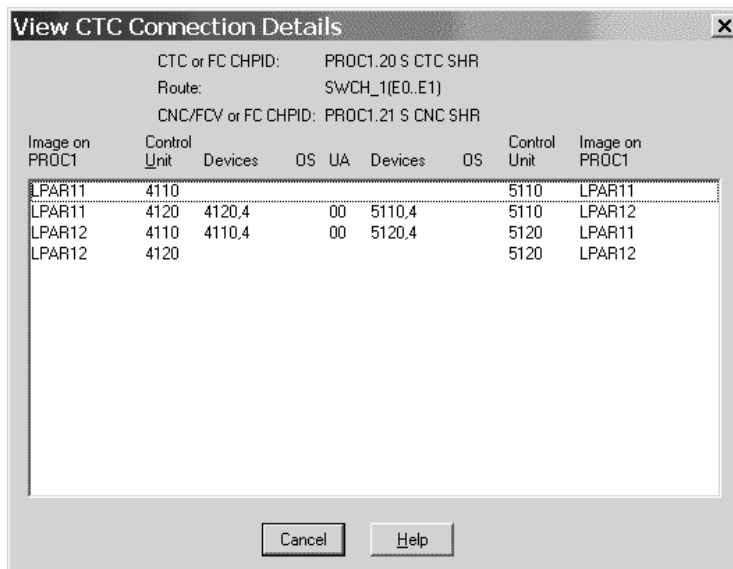 View CTC Connection Details
CTC or FC CHPID: PROC1.20 S CTC SHR
Route: SWCH_1(E0..E1)
CNC/FCV or FC CHPID: PROC1.21 S CNC SHR
Image on Control Control Image on
PROC1 Unit Devices OS UA Devices OS Unit PROC1
LPAR11 4110 5110 LPAR11
LPAR11 4120 4120,4 00 5110,4 5110 LPAR12
LPAR12 4110 4110,4 00 5120,4 5120 LPAR11
LPAR12 4120 5120 LPAR12
Cancel Help